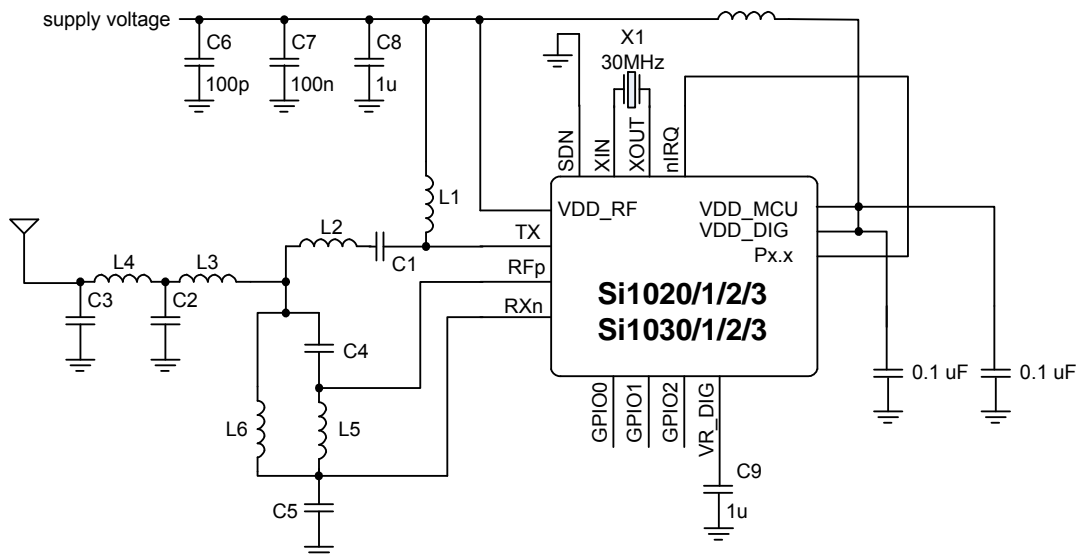 supply voltage
C6
100p
C7
100n
C8
1u
X1
30MHz
SDN
XIN
XOUT
nIRQ
L1
VDD_RF
VDD_MCU
VDD_DIG
TX
Px.x
L2
C1
RFp
L4
L3
C3
C2
RXn
Si1020/1/2/3
Si1030/1/2/3
C4
0.1 uF
0.1 uF
GPIO0
GPIO1
GPIO2
VR_DIG
L6
L5
C9
1u
C5